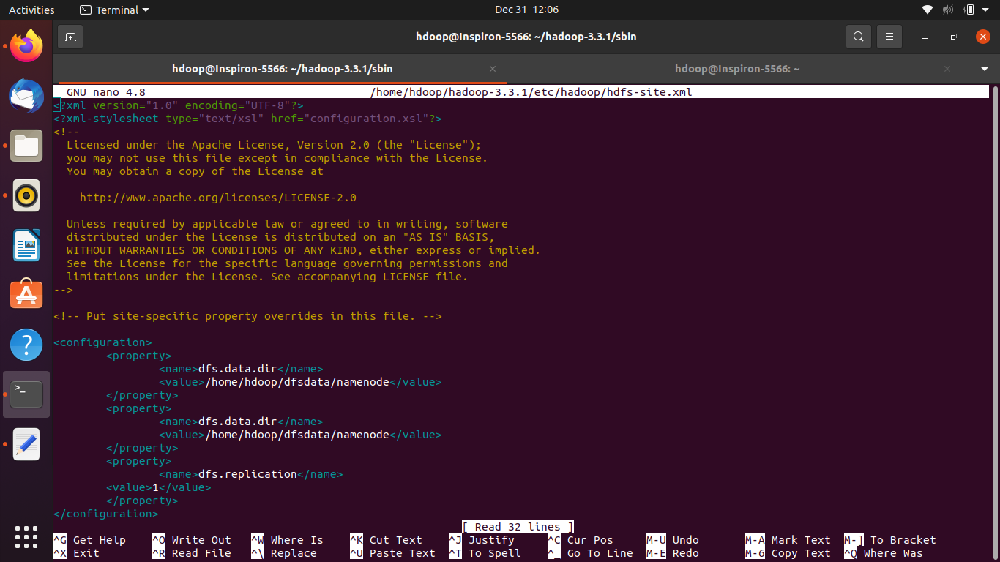 Activities
Terminal
Dec 31 12:06
hdoop@Inspiron-5566: ~/hadoop-3.3.1/sbin
hdoop@Inspiron-5566: ~/hadoop-3.3.1/sbin
hdoop@Inspiron-5566: ~
GNU nano 4.8 /home/hdoop/hadoop-3.3.1/etc/hadoop/hdfs-site.xml
<?xml version="1.0" encoding="UTF-8"?>
<?xml-stylesheet type="text/xsl" href="configuration.xsl"?>
<!--
  Licensed under the Apache License, Version 2.0 (the "License");
  you may not use this file except in compliance with the License.
  You may obtain a copy of the License at
    http://www.apache.org/licenses/LICENSE-2.0
  Unless required by applicable law or agreed to in writing, software
  distributed under the License is distributed on an "AS IS" BASIS,
  WITHOUT WARRANTIES OR CONDITIONS OF ANY KIND, either express or implied.
  See the License for the specific language governing permissions and
  limitations under the License. See accompanying LICENSE file.
-->
<!-- Put site-specific property overrides in this file. -->
<configuration>
        <property>
                <name>dfs.data.dir</name>
                <value>/home/hdoop/dfsdata/namenode</value>
        </property>
        <property>
                <name>dfs.data.dir</name>
                <value>/home/hdoop/dfsdata/namenode</value>
        </property>
        <property>
                <name>dfs.replication</name>
        <value>1</value>
        </property>
</configuration>
[ Read 32 lines ]
^G Get Help ^O Write Out ^W Where Is ^K Cut Text ^J Justify ^C Cur Pos M-U Undo M-A Mark Text M-] To Bracket
^X Exit ^R Read File ^\ Replace ^U Paste Text ^T To Spell ^_ Go To Line M-E Redo M-6 Copy Text ^Q Where Was